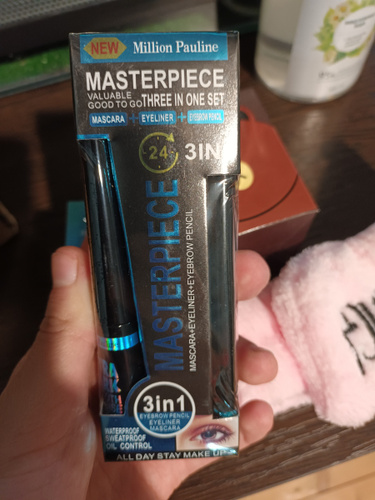 NEW Million Pauline
MASTERPIECE
VALUABLE
GOOD TO GO THREE IN ONE SET
MASCARA + EYELINER + EYEBROW PENCIL
24 3IN
MASTERPIECE
MASCARA+EYELINER+EYEBROW PENCIL
3in1
EYEBROW PENCIL
EYELINER
MASCARA
WATERPROOF
SWEATPROOF
OIL CONTROL
ALL DAY STAY MAKE UP